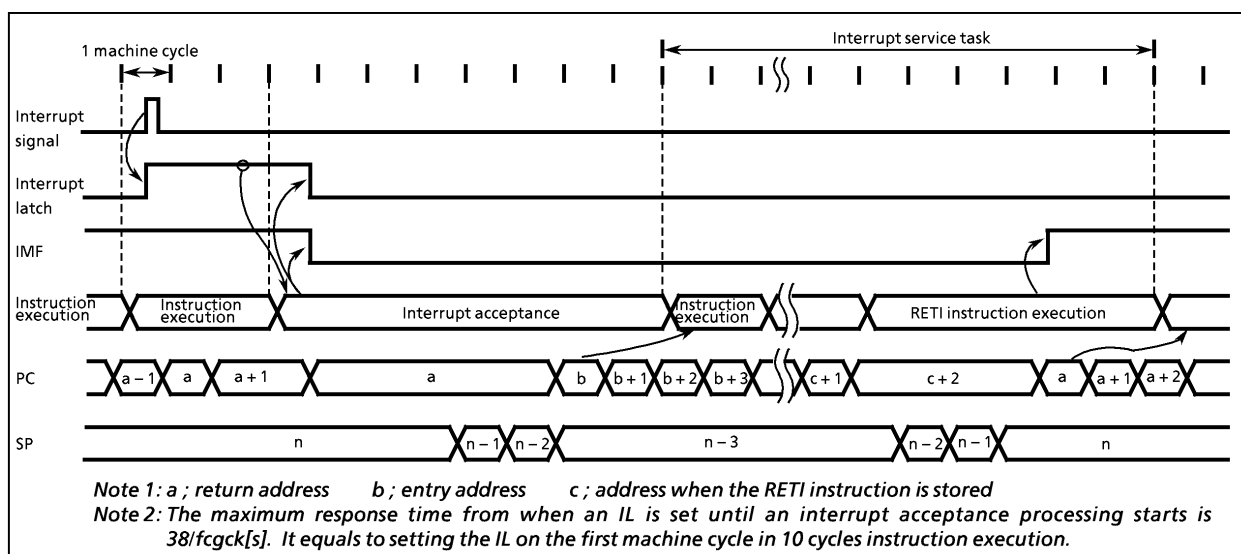 Interrupt service task
1 machine cycle
Interrupt
signal
Interrupt
latch
IMF
Instruction
execution
Instruction
execution
Interrupt acceptance
Instruction
execution
RETI instruction execution
PC
a – 1
a
a + 1
a
b
b + 1
b + 2
b + 3
c + 1
c + 2
a
a + 1
a + 2
SP
n
n – 1
n – 2
n – 3
n – 2
n – 1
n
Note 1: a ; return address b ; entry address c ; address when the RETI instruction is stored
Note 2: The maximum response time from when an IL is set until an interrupt acceptance processing starts is
38/fcgck[s]. It equals to setting the IL on the first machine cycle in 10 cycles instruction execution.